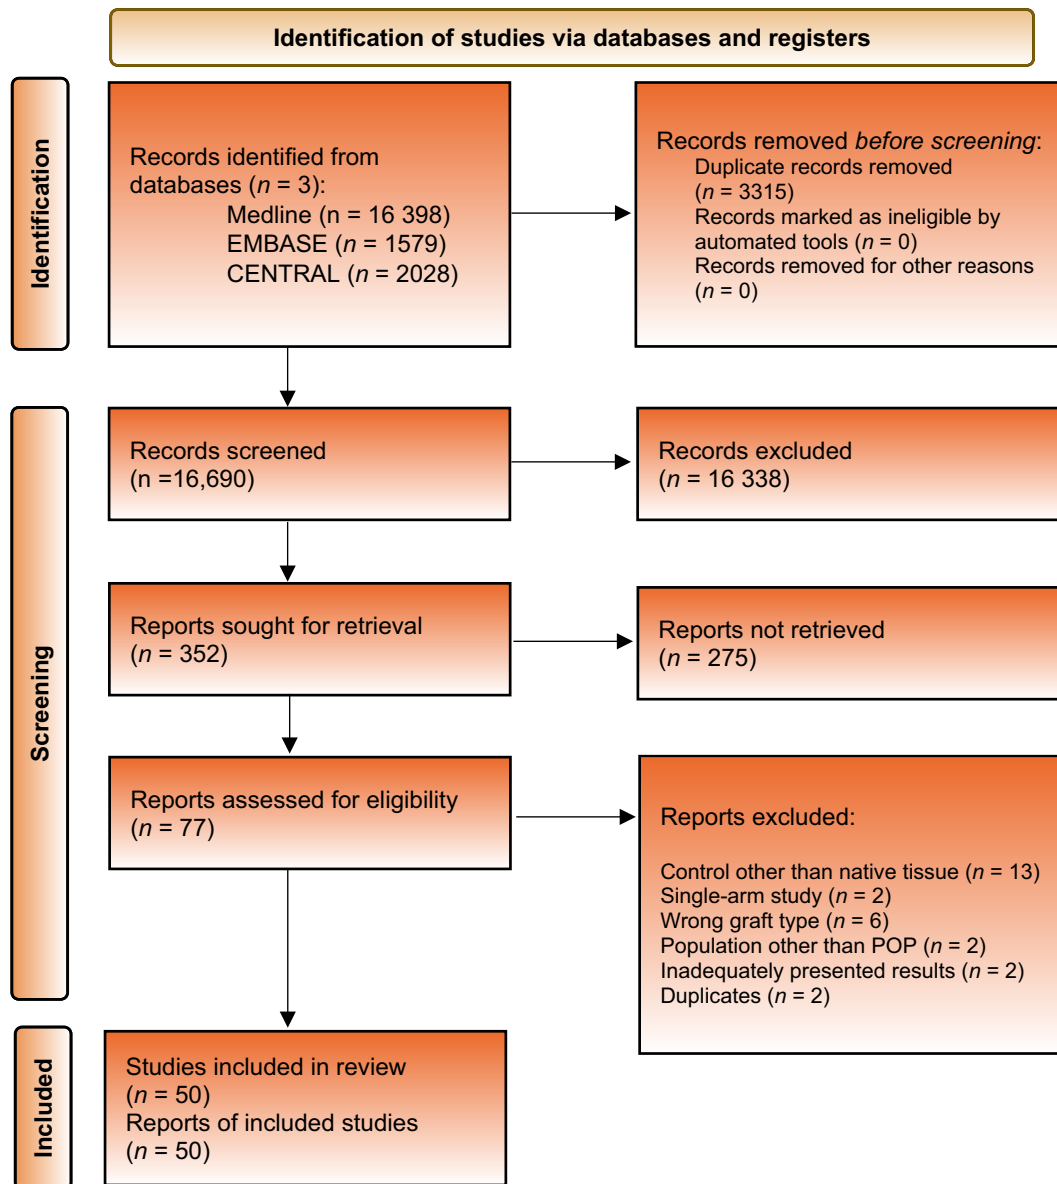 Identification of studies via databases and registers
Identification
Records identified from
databases (n = 3):
Medline (n = 16 398)
EMBASE (n = 1579)
CENTRAL (n = 2028)
Records removed before screening:
Duplicate records removed
(n = 3315)
Records marked as ineligible by
automated tools (n = 0)
Records removed for other reasons
(n = 0)
Screening
Records screened
(n =16,690)
Records excluded
(n = 16 338)
Reports sought for retrieval
(n = 352)
Reports not retrieved
(n = 275)
Reports assessed for eligibility
(n = 77)
Reports excluded:
Control other than native tissue (n = 13)
Single-arm study (n = 2)
Wrong graft type (n = 6)
Population other than POP (n = 2)
Inadequately presented results (n = 2)
Duplicates (n = 2)
Included
Studies included in review
(n = 50)
Reports of included studies
(n = 50)